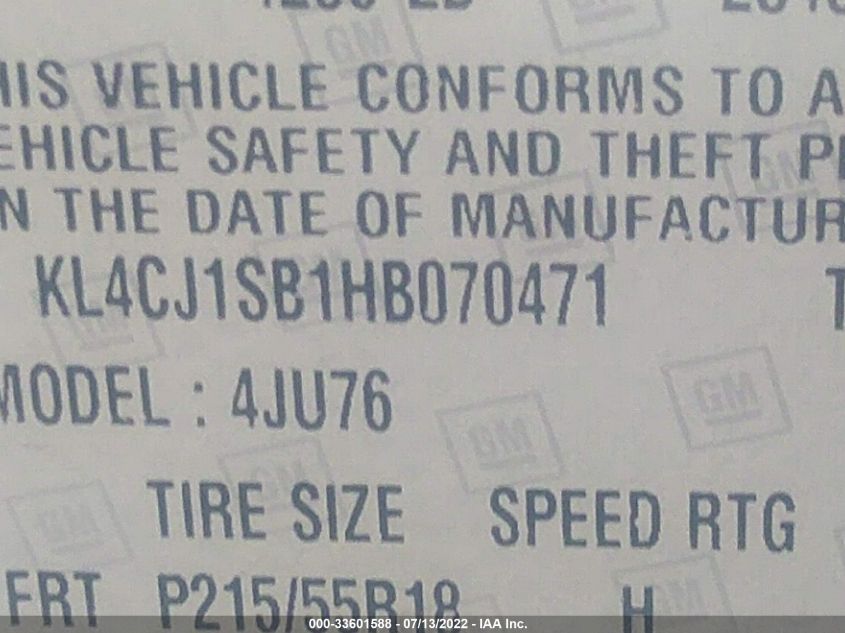 HIS VEHICLE CONFORMS TO A
EHICLE SAFETY AND THEFT
N THE DATE OF MANUFACTUR
KL4CJ1SB1HB070471 T
MODEL : 4JU76
TIRE SIZE SPEED RTG
FRT P215/55R18 H
GM
000-33601588 - 07/13/2022 - IAA Inc.